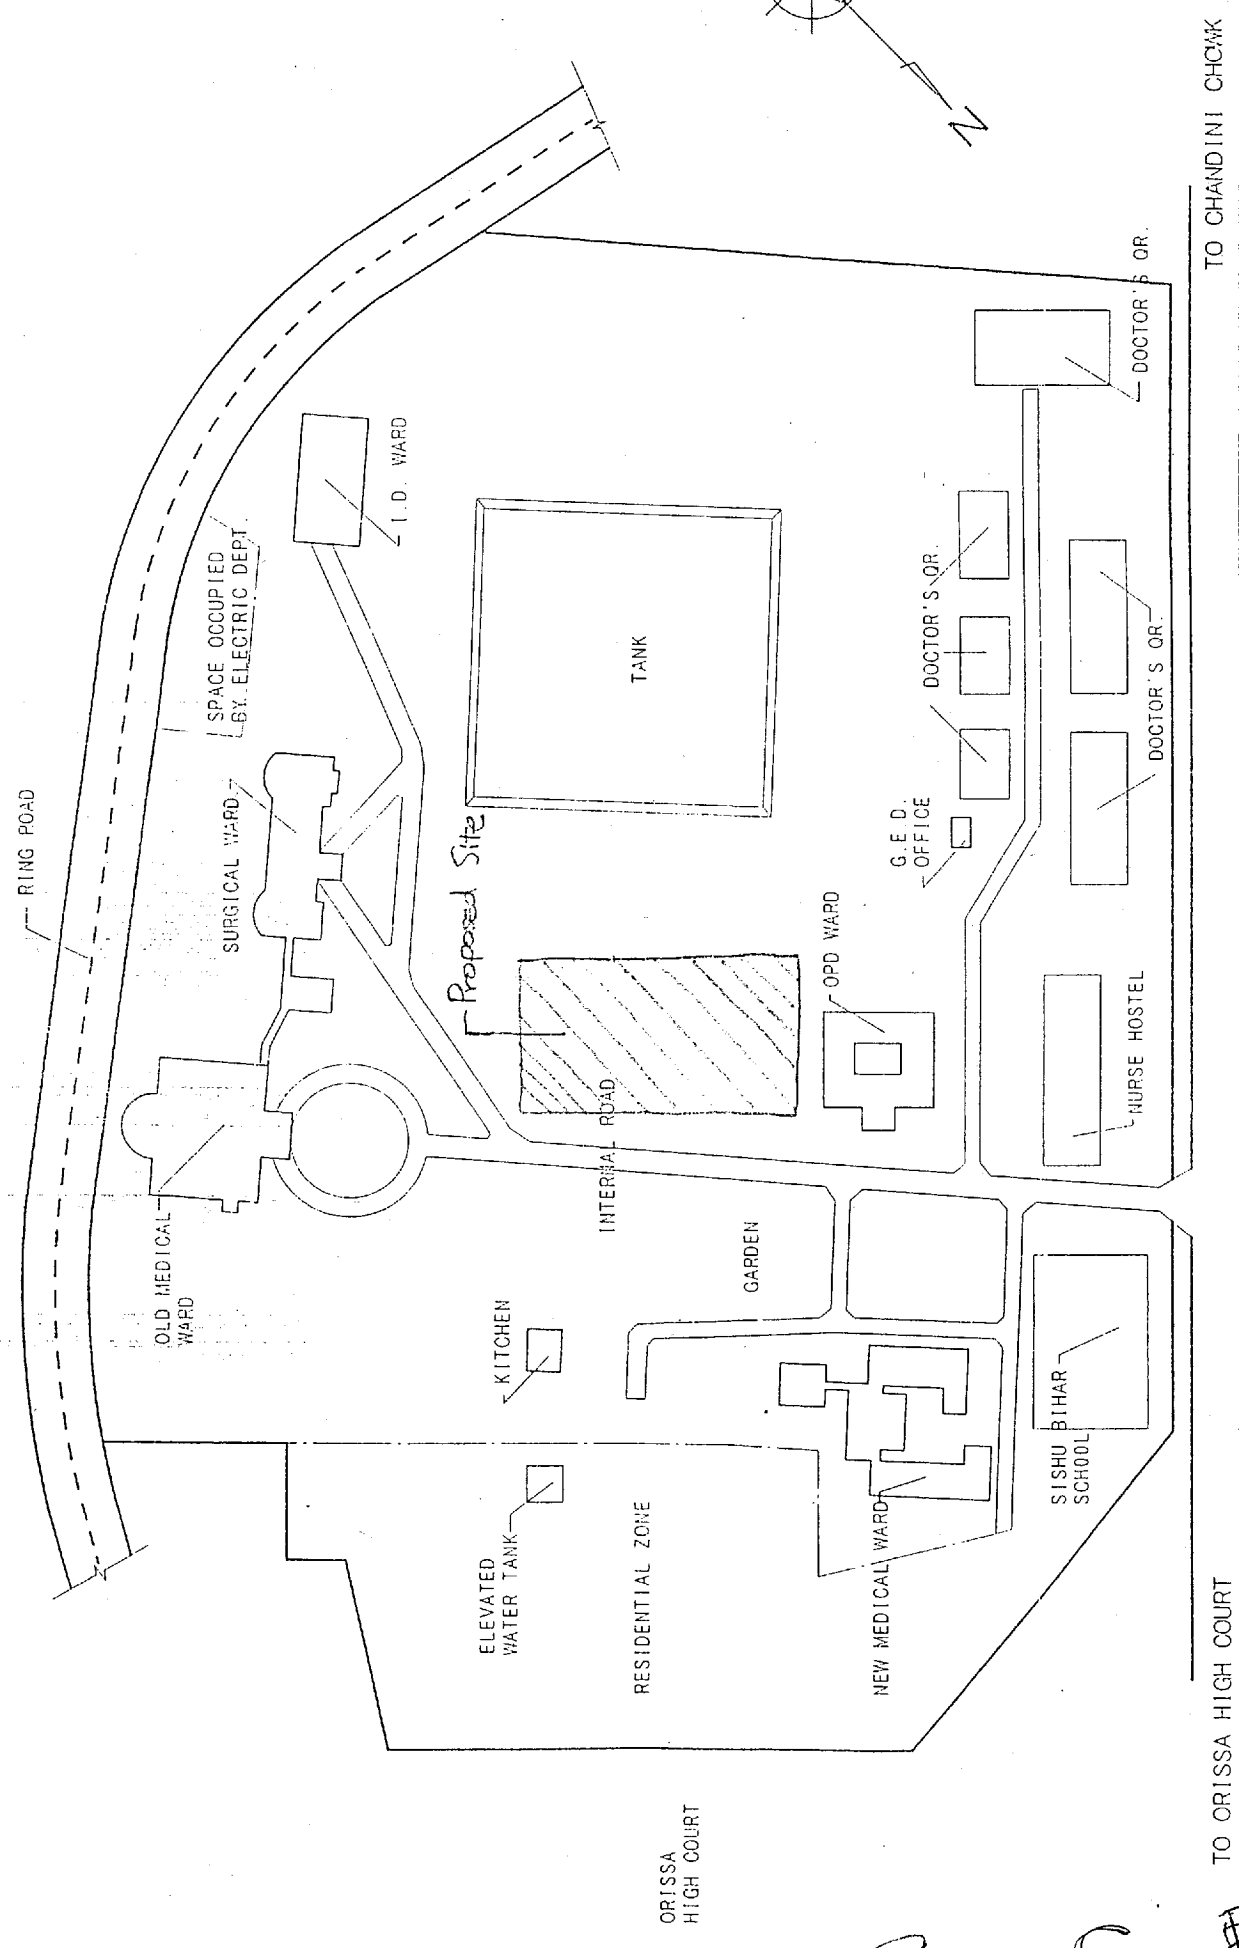 RING ROAD
SPACE OCCUPIED
BY ELECTRIC DEPT.
I.D. WARD
SURGICAL WARD
OLD MEDICAL
WARD
Proposed Site
TANK
INTERNAL ROAD
OPD WARD
G.E.D.
OFFICE
DOCTOR'S QR.
DOCTOR'S QR.
DOCTOR'S QR.
NURSE HOSTEL
GARDEN
KITCHEN
ELEVATED
WATER TANK
RESIDENTIAL ZONE
NEW MEDICAL WARD
SISHU BIHAR
SCHOOL
ORISSA
HIGH COURT
TO ORISSA HIGH COURT
TO CHANDINI CHOWK
N